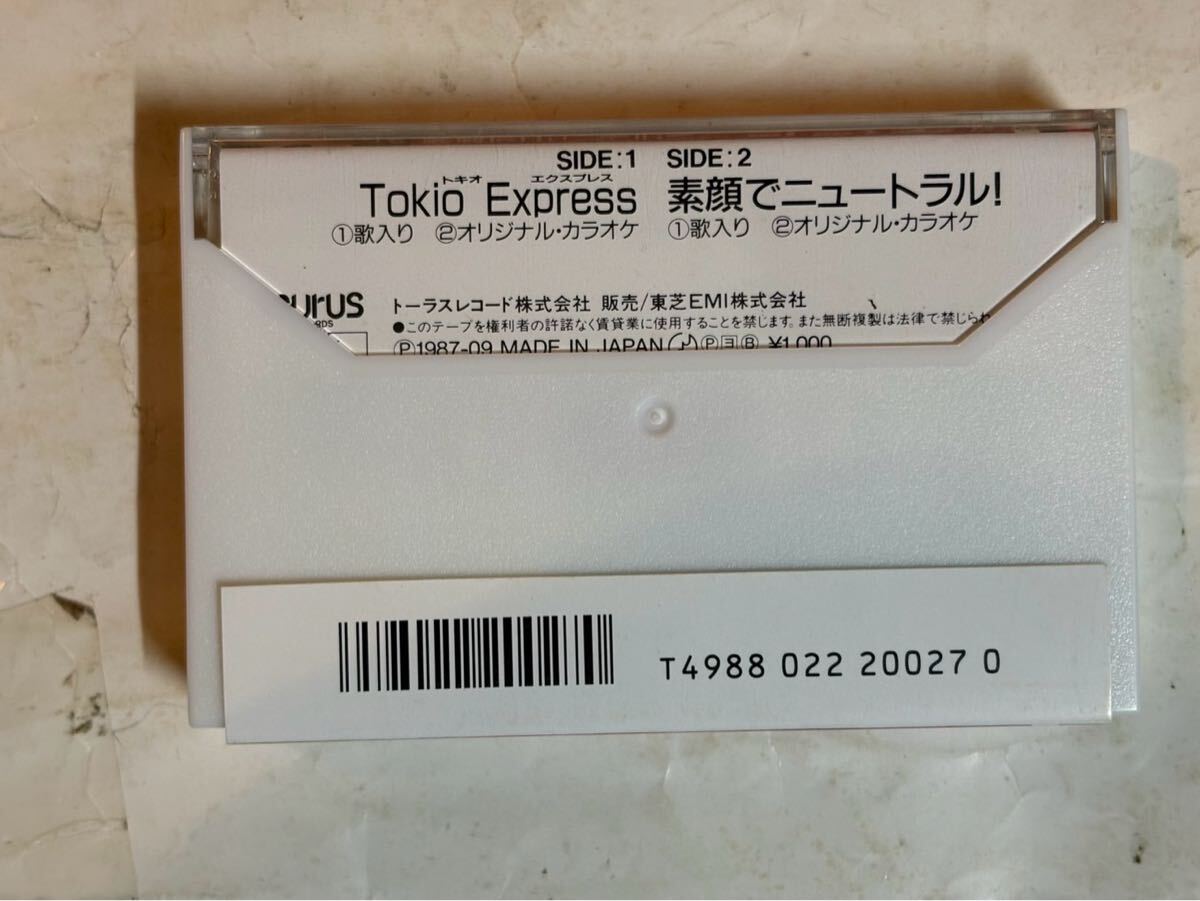 SIDE:1 SIDE:2
トキオ エクスプレス
Tokio Express 素顔でニュートラル!
①歌入り ②オリジナル・カラオケ ①歌入り ②オリジナル・カラオケ
トーラスレコード株式会社 販売/東芝EMI株式会社
●このテープを権利者の許諾なく賃貸業に使用することを禁じます。また無断複製は法律で禁じられ
Ⓟ1987-09 MADE IN JAPAN Ⓟ ヨ Ⓑ ¥1,000
T4988 022 20027 0